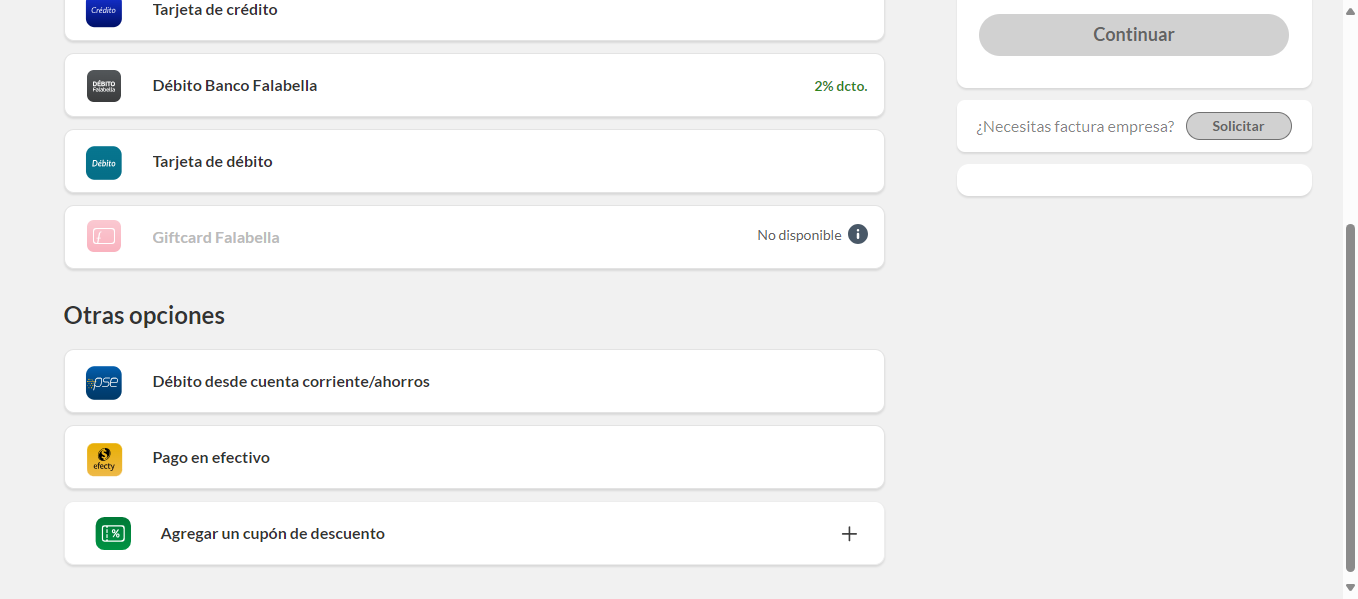 Crédito
Tarjeta de crédito
DÉBITO
Falabella
Débito Banco Falabella
2% dcto.
Débito
Tarjeta de débito
Giftcard Falabella
No disponible
Otras opciones
pse
Débito desde cuenta corriente/ahorros
efecty
Pago en efectivo
%
Agregar un cupón de descuento
Continuar
¿Necesitas factura empresa?
Solicitar